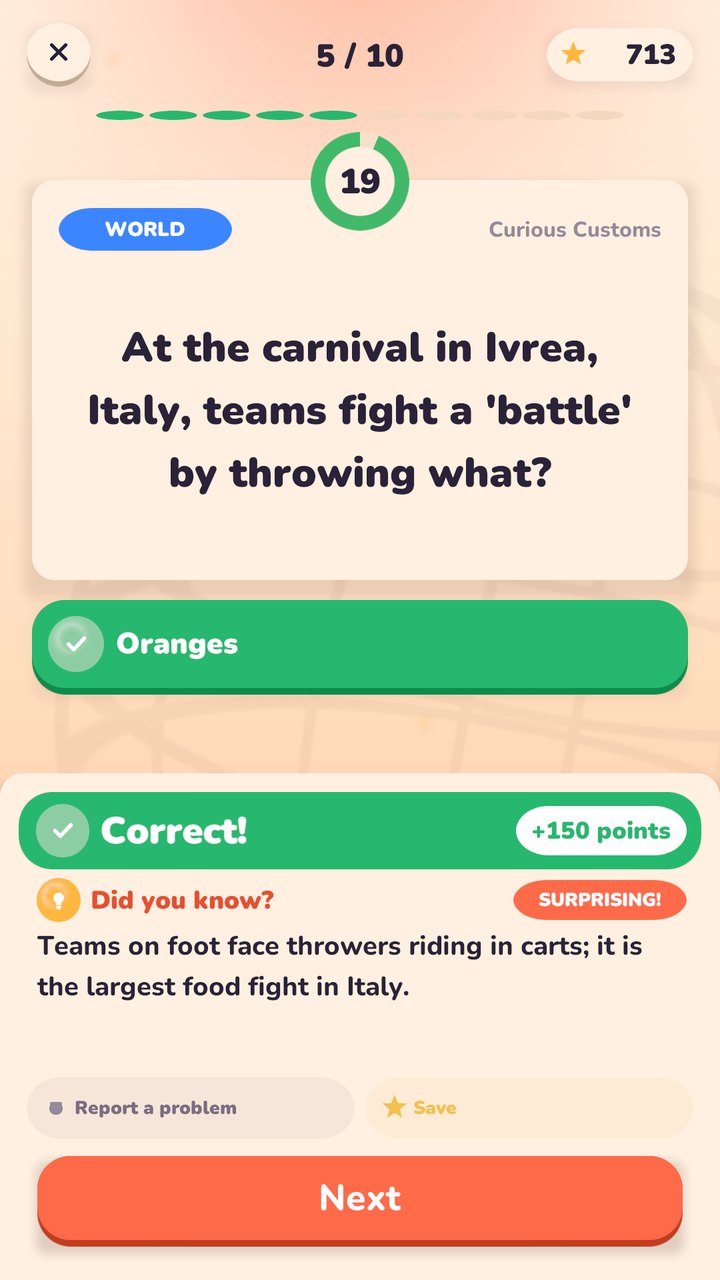 5 / 10
713
19
WORLD
Curious Customs
At the carnival in Ivrea,
Italy, teams fight a 'battle'
by throwing what?
Oranges
Correct!
+150 points
Did you know?
SURPRISING!
Teams on foot face throwers riding in carts; it is
the largest food fight in Italy.
Report a problem
Save
Next